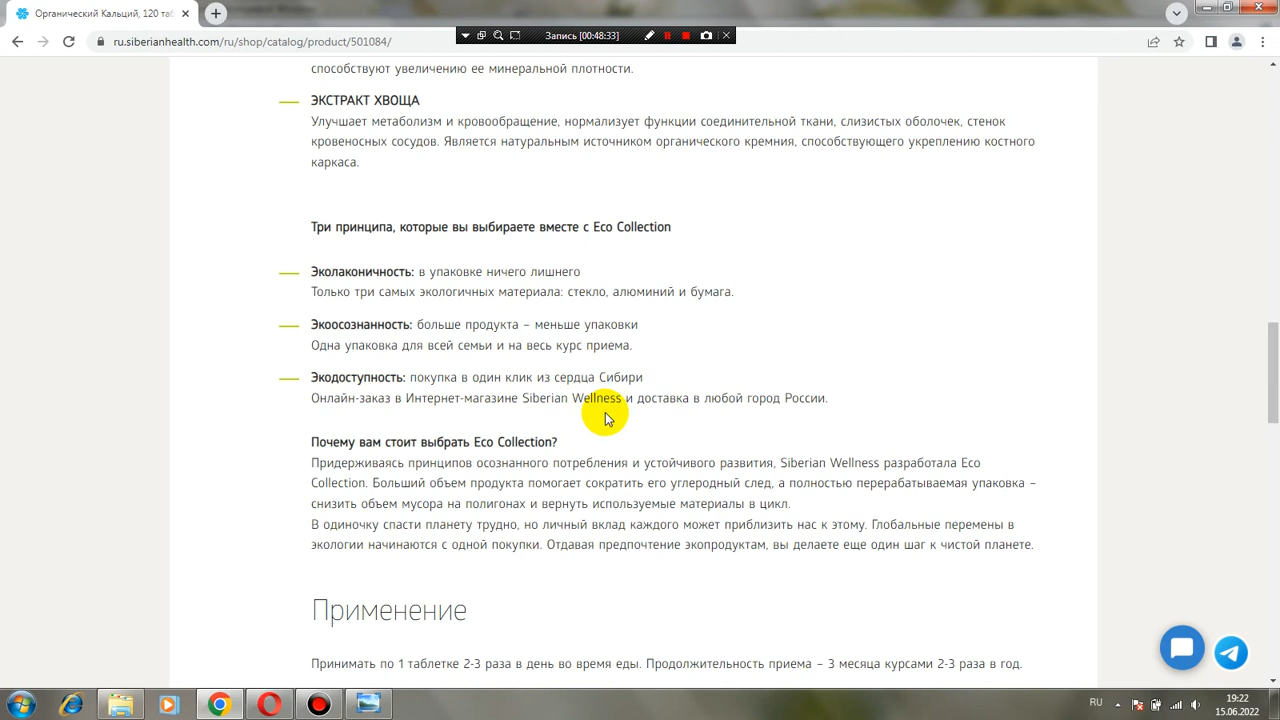 Органический Кальций, 120 таб
ru.siberianhealth.com/ru/shop/catalog/product/501084/
Запись [00:48:33]
способствуют увеличению ее минеральной плотности.
ЭКСТРАКТ ХВОЩА
Улучшает метаболизм и кровообращение, нормализует функции соединительной ткани, слизистых оболочек, стенок
кровеносных сосудов. Является натуральным источником органического кремния, способствующего укреплению костного
каркаса.
Три принципа, которые вы выбираете вместе с Eco Collection
Эколаконичность: в упаковке ничего лишнего
Только три самых экологичных материала: стекло, алюминий и бумага.
Экоосознанность: больше продукта – меньше упаковки
Одна упаковка для всей семьи и на весь курс приема.
Экодоступность: покупка в один клик из сердца Сибири
Онлайн-заказ в Интернет-магазине Siberian Wellness и доставка в любой город России.
Почему вам стоит выбрать Eco Collection?
Придерживаясь принципов осознанного потребления и устойчивого развития, Siberian Wellness разработала Eco
Collection. Больший объем продукта помогает сократить его углеродный след, а полностью перерабатываемая упаковка –
снизить объем мусора на полигонах и вернуть используемые материалы в цикл.
В одиночку спасти планету трудно, но личный вклад каждого может приблизить нас к этому. Глобальные перемены в
экологии начинаются с одной покупки. Отдавая предпочтение экопродуктам, вы делаете еще один шаг к чистой планете.
Применение
Принимать по 1 таблетке 2-3 раза в день во время еды. Продолжительность приема – 3 месяца курсами 2-3 раза в год.
RU
19:22
15.06.2022